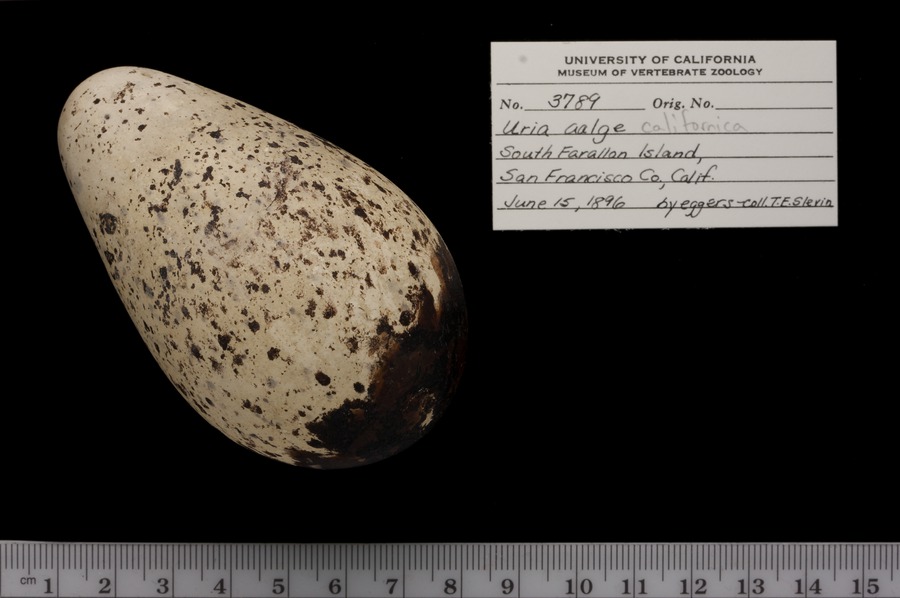 UNIVERSITY OF CALIFORNIA
MUSEUM OF VERTEBRATE ZOOLOGY
No. 3789 Orig. No.
Uria aalge californica
South Farallon Island,
San Francisco Co., Calif.
June 15, 1896 by eggers-coll. T.E. Slevin
cm 1 2 3 4 5 6 7 8 9 10 11 12 13 14 15